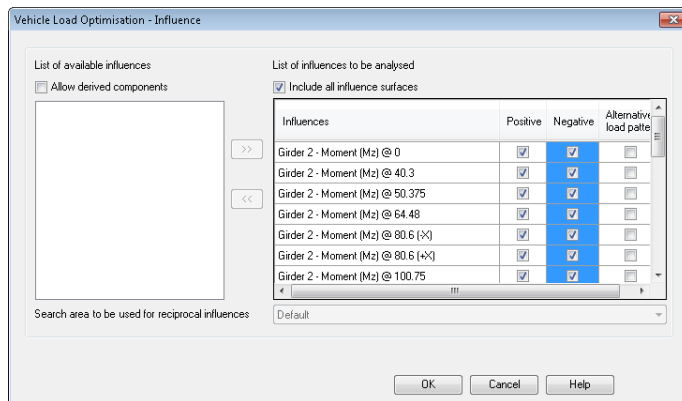 Vehicle Load Optimisation - Influence
List of available influences
Allow derived components
>>
<<
Search area to be used for reciprocal influences
List of influences to be analysed
Include all influence surfaces
Influences Positive Negative Alternative
load patte
Girder 2 - Moment (Mz) @ 0
Girder 2 - Moment (Mz) @ 40.3
Girder 2 - Moment (Mz) @ 50.375
Girder 2 - Moment (Mz) @ 64.48
Girder 2 - Moment (Mz) @ 80.6 (-X)
Girder 2 - Moment (Mz) @ 80.6 (+X)
Girder 2 - Moment (Mz) @ 100.75
Default
OK Cancel Help